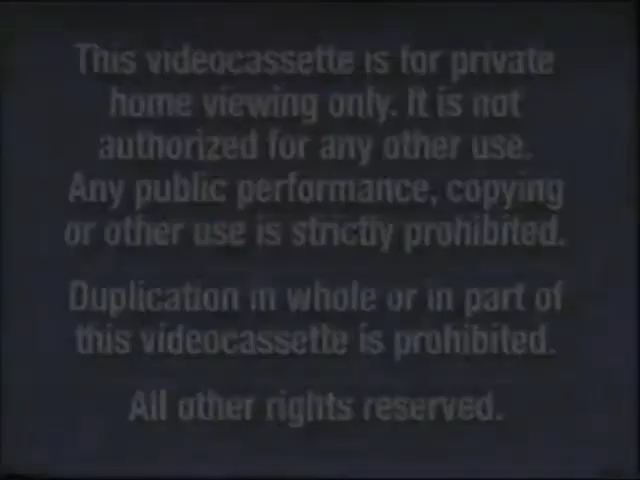 This videocassette is for private
home viewing only. It is not
authorized for any other use.
Any public performance, copying
or other use is strictly prohibited.
Duplication in whole or in part of
this videocassette is prohibited.
All other rights reserved.